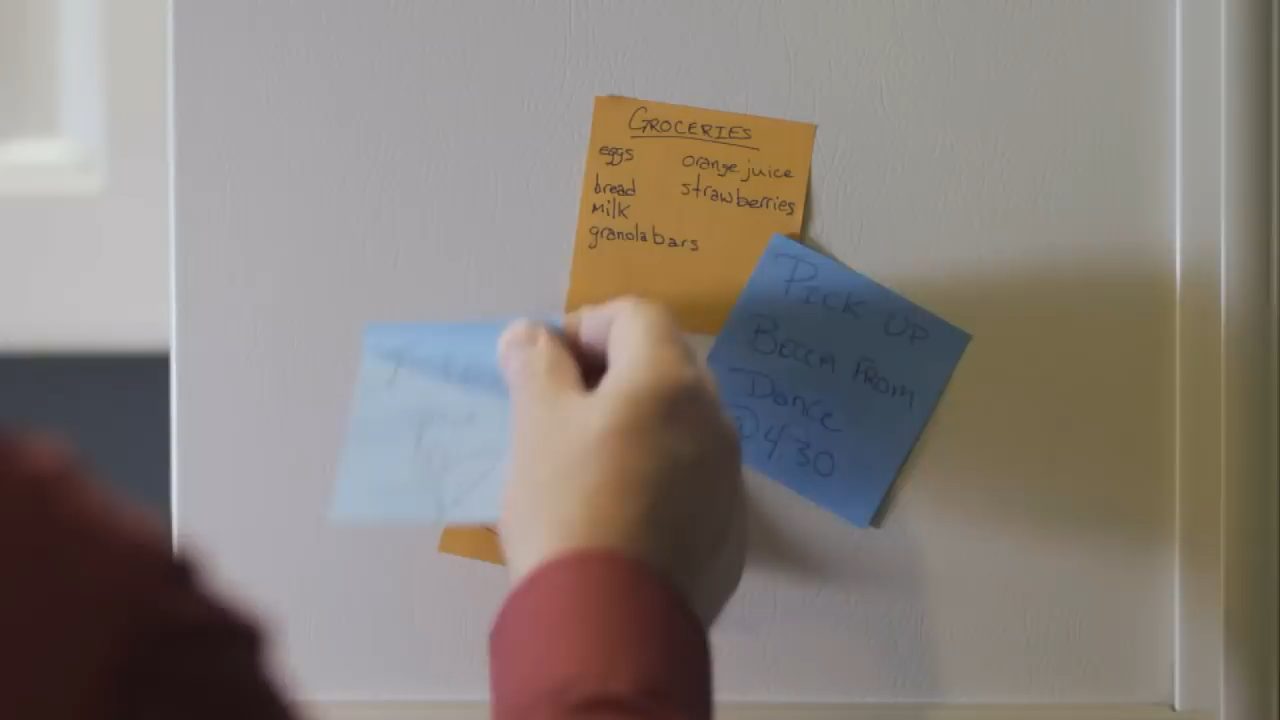 GROCERIES
eggs
bread
milk
granola bars
orange juice
strawberries
PICK UP
BECCA FROM
Dance
@ 4:30